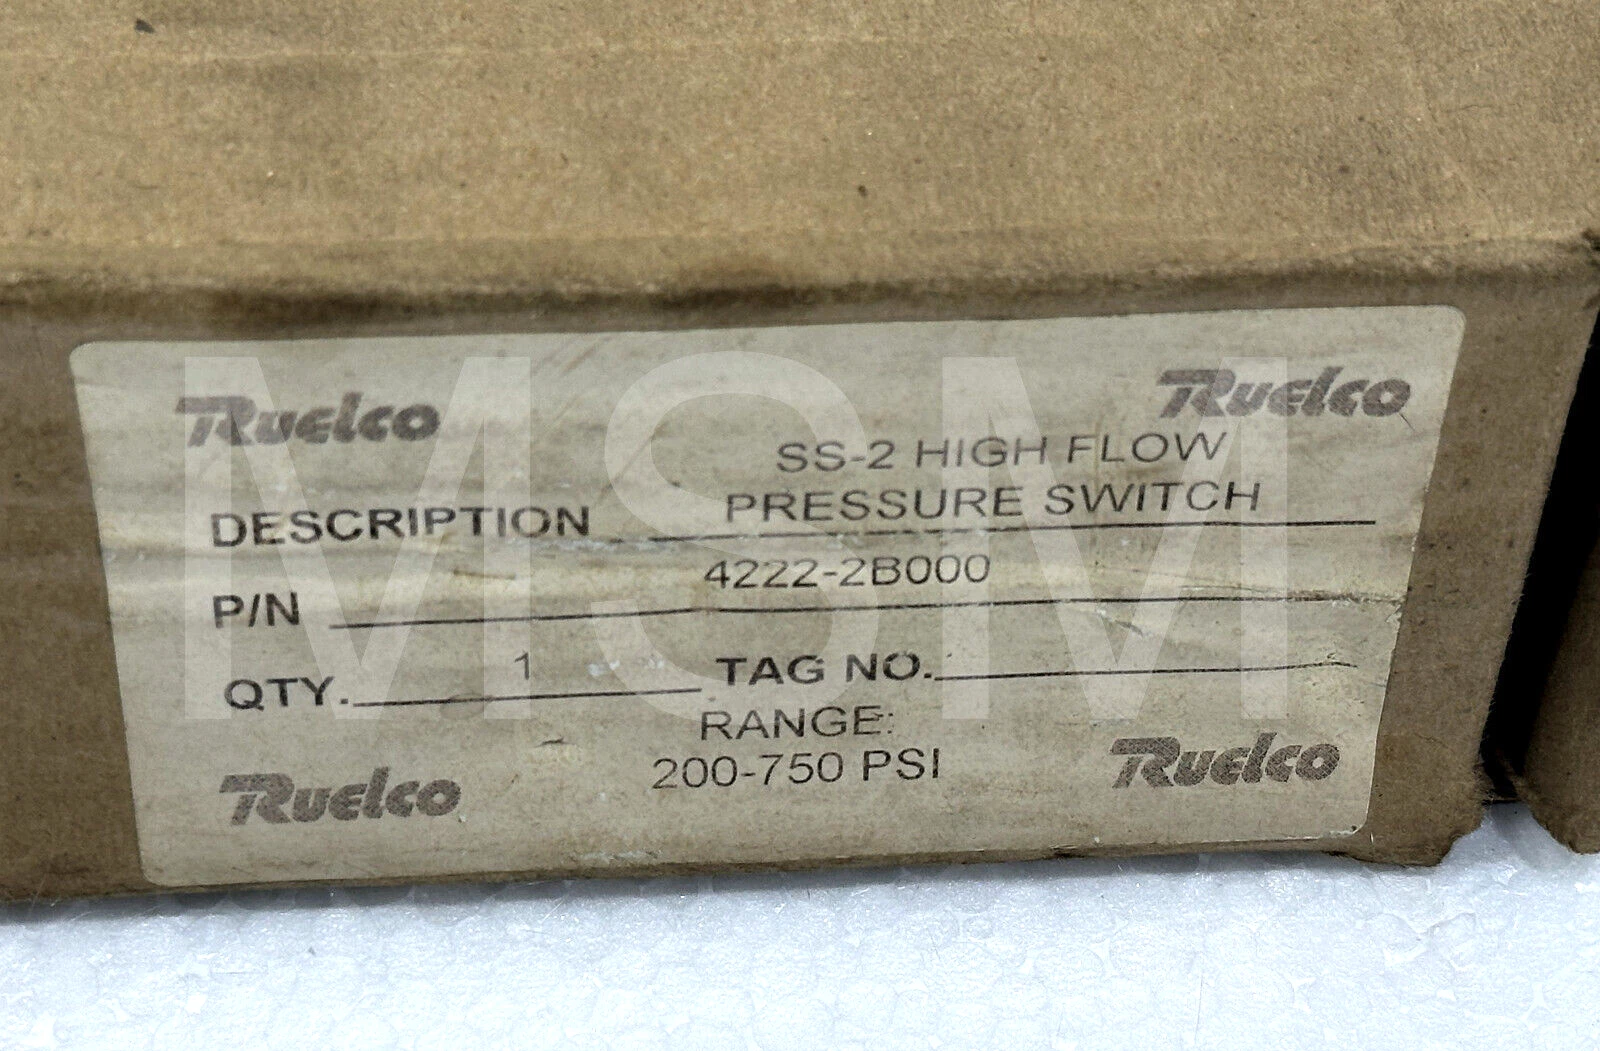 Ruelco Ruelco
SS-2 HIGH FLOW
DESCRIPTION PRESSURE SWITCH
P/N 4222-2B000
QTY. 1 TAG NO.
RANGE:
200-750 PSI
Ruelco Ruelco
MSM